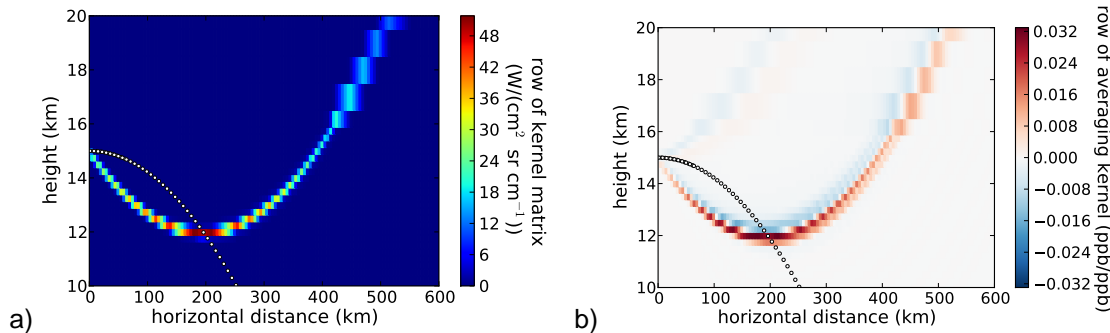 20
18
16
14
12
10
0 100 200 300 400 500 600
height (km)
horizontal distance (km)
48
42
36
30
24
18
12
6
0
row of kernel matrix
(W/(cm² sr cm⁻¹))
a)
20
18
16
14
12
10
0 100 200 300 400 500 600
height (km)
horizontal distance (km)
0.032
0.024
0.016
0.008
0.000
−0.008
−0.016
−0.024
−0.032
row of averaging kernel (ppb/ppb)
b)